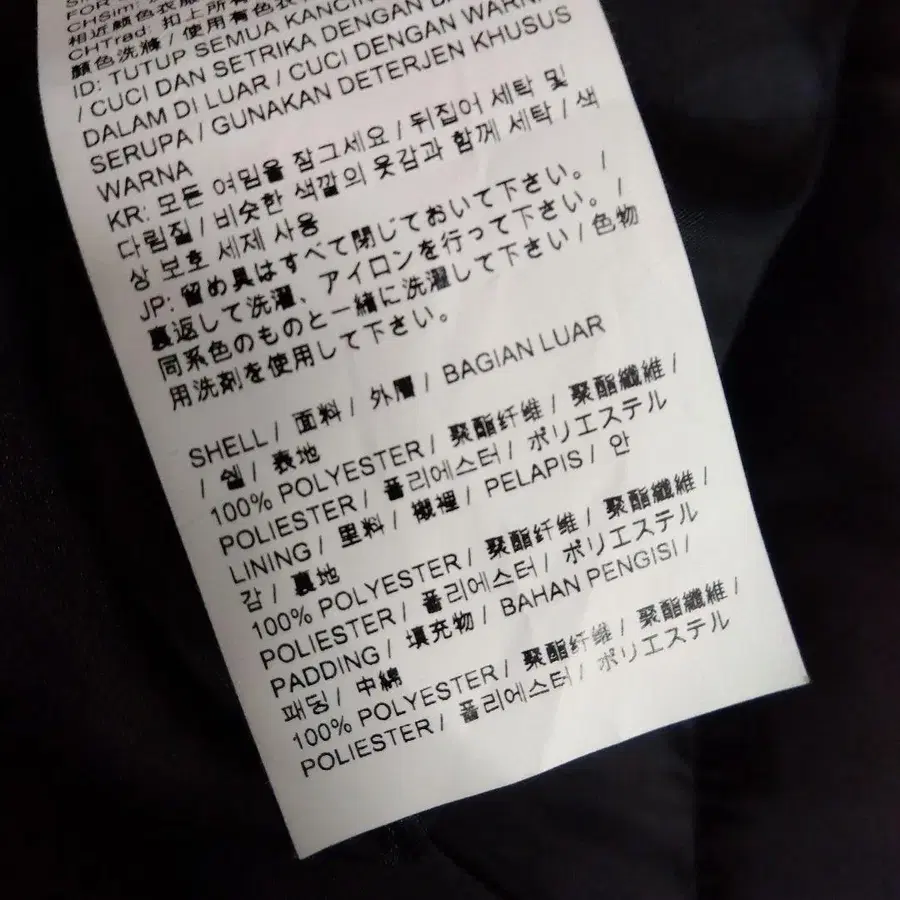 FOR S
CHSim:
相近颜色衣服
CHTrad: 扣上所有
顏色洗滌 / 使用有色衣
ID: TUTUP SEMUA KANCIN
/ CUCI DAN SETRIKA DENGAN BA
DALAM DI LUAR / CUCI DENGAN WARNA
SERUPA / GUNAKAN DETERJEN KHUSUS
WARNA
KR: 모든 여밈을 잠그세요 / 뒤집어 세탁 및
다림질 / 비슷한 색깔의 옷감과 함께 세탁 / 색
상 보호 세제 사용
JP: 留め具はすべて閉じておいて下さい。 /
裏返して洗濯、アイロンを行って下さい。 /
同系色のものと一緒に洗濯して下さい / 色物
用洗剤を使用して下さい。
SHELL / 面料 / 外層 / BAGIAN LUAR
/ 쉘 / 表地
100% POLYESTER / 聚酯纤维 / 聚酯纖維 /
POLIESTER / 폴리에스터 / ポリエステル
LINING / 里料 / 襯裡 / PELAPIS / 안
감 / 裏地
100% POLYESTER / 聚酯纤维 / 聚酯纖維 /
POLIESTER / 폴리에스터 / ポリエステル
PADDING / 填充物 / BAHAN PENGISI /
패딩 / 中綿
100% POLYESTER / 聚酯纤维 / 聚酯纖維 /
POLIESTER / 폴리에스터 / ポリエステル